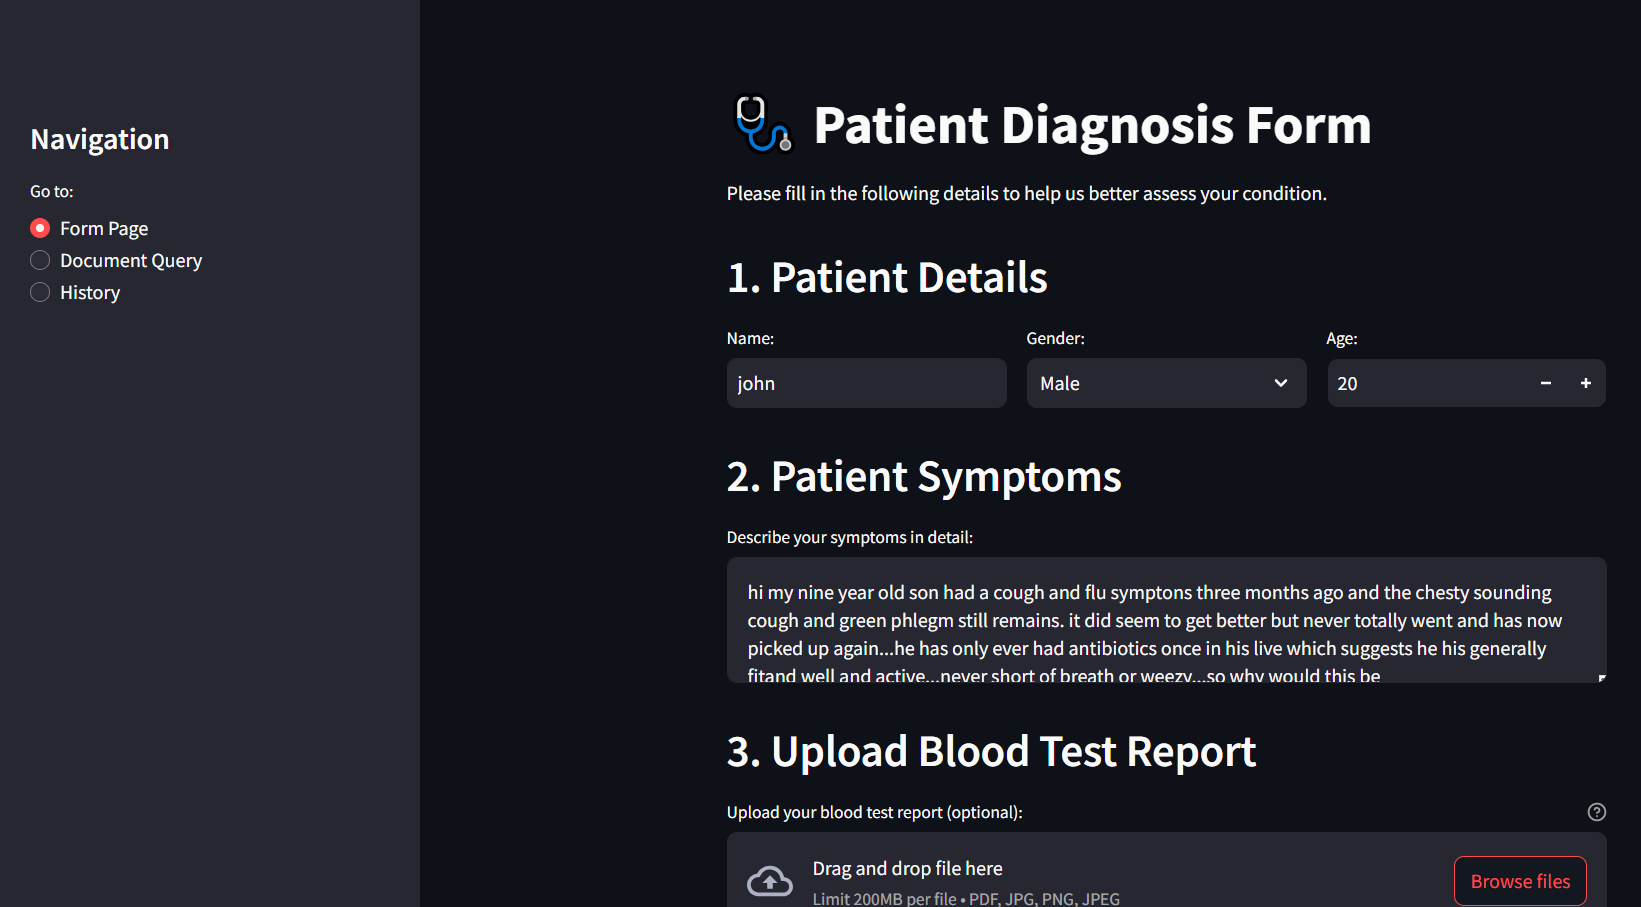 Navigation
Go to:
Form Page
Document Query
History
Patient Diagnosis Form
Please fill in the following details to help us better assess your condition.
1. Patient Details
Name:
Gender:
Age:
john
Male
20
2. Patient Symptoms
Describe your symptoms in detail:
hi my nine year old son had a cough and flu symptons three months ago and the chesty sounding
cough and green phlegm still remains. it did seem to get better but never totally went and has now
picked up again...he has only ever had antibiotics once in his live which suggests he his generally
fitand well and active...never short of breath or weezy...so why would this be
3. Upload Blood Test Report
Upload your blood test report (optional):
Drag and drop file here
Limit 200MB per file • PDF, JPG, PNG, JPEG
Browse files